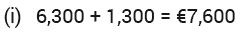 (i) 6,300 + 1,300 = €7,600